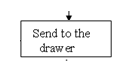 Send to the
drawer